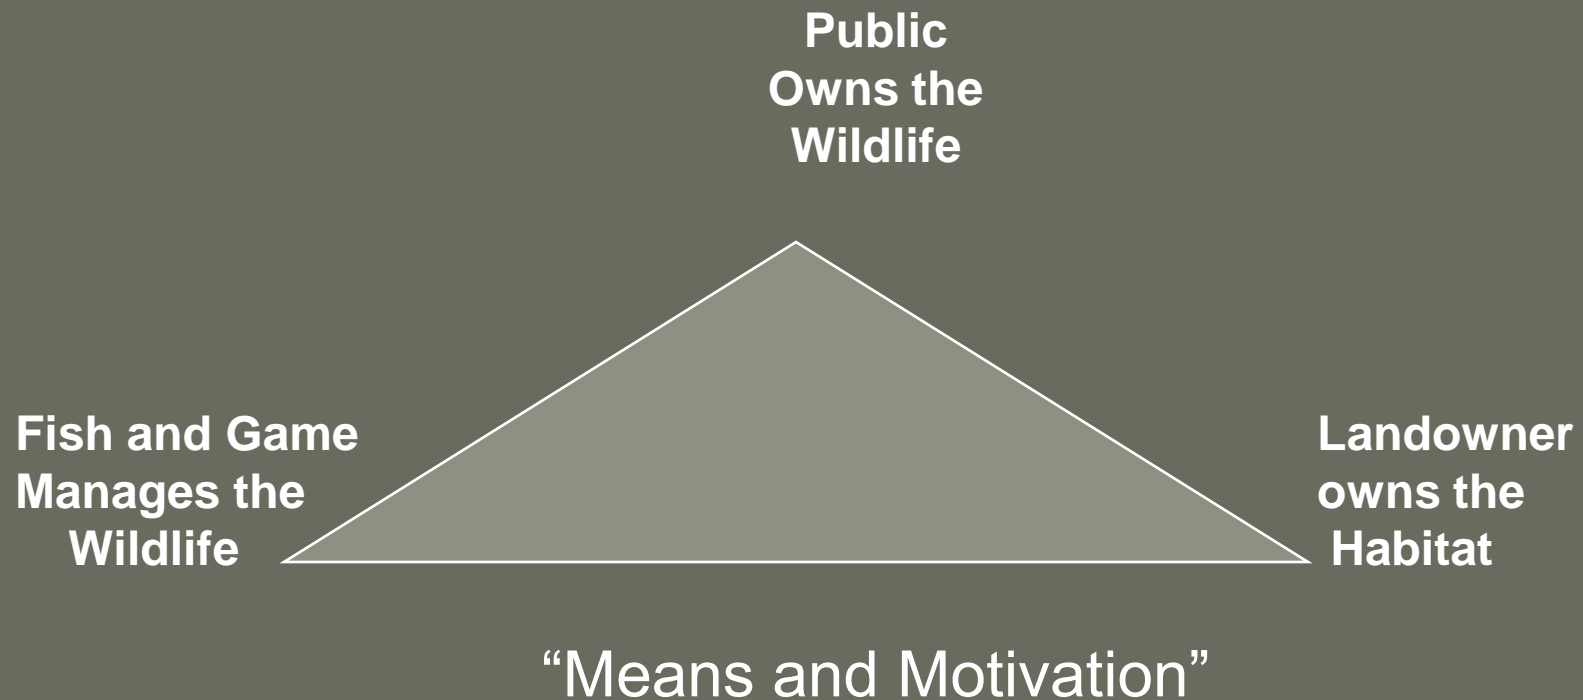 Public
Owns the
Wildlife
Fish and Game
Manages the
Wildlife
Landowner
owns the
Habitat
“Means and Motivation”